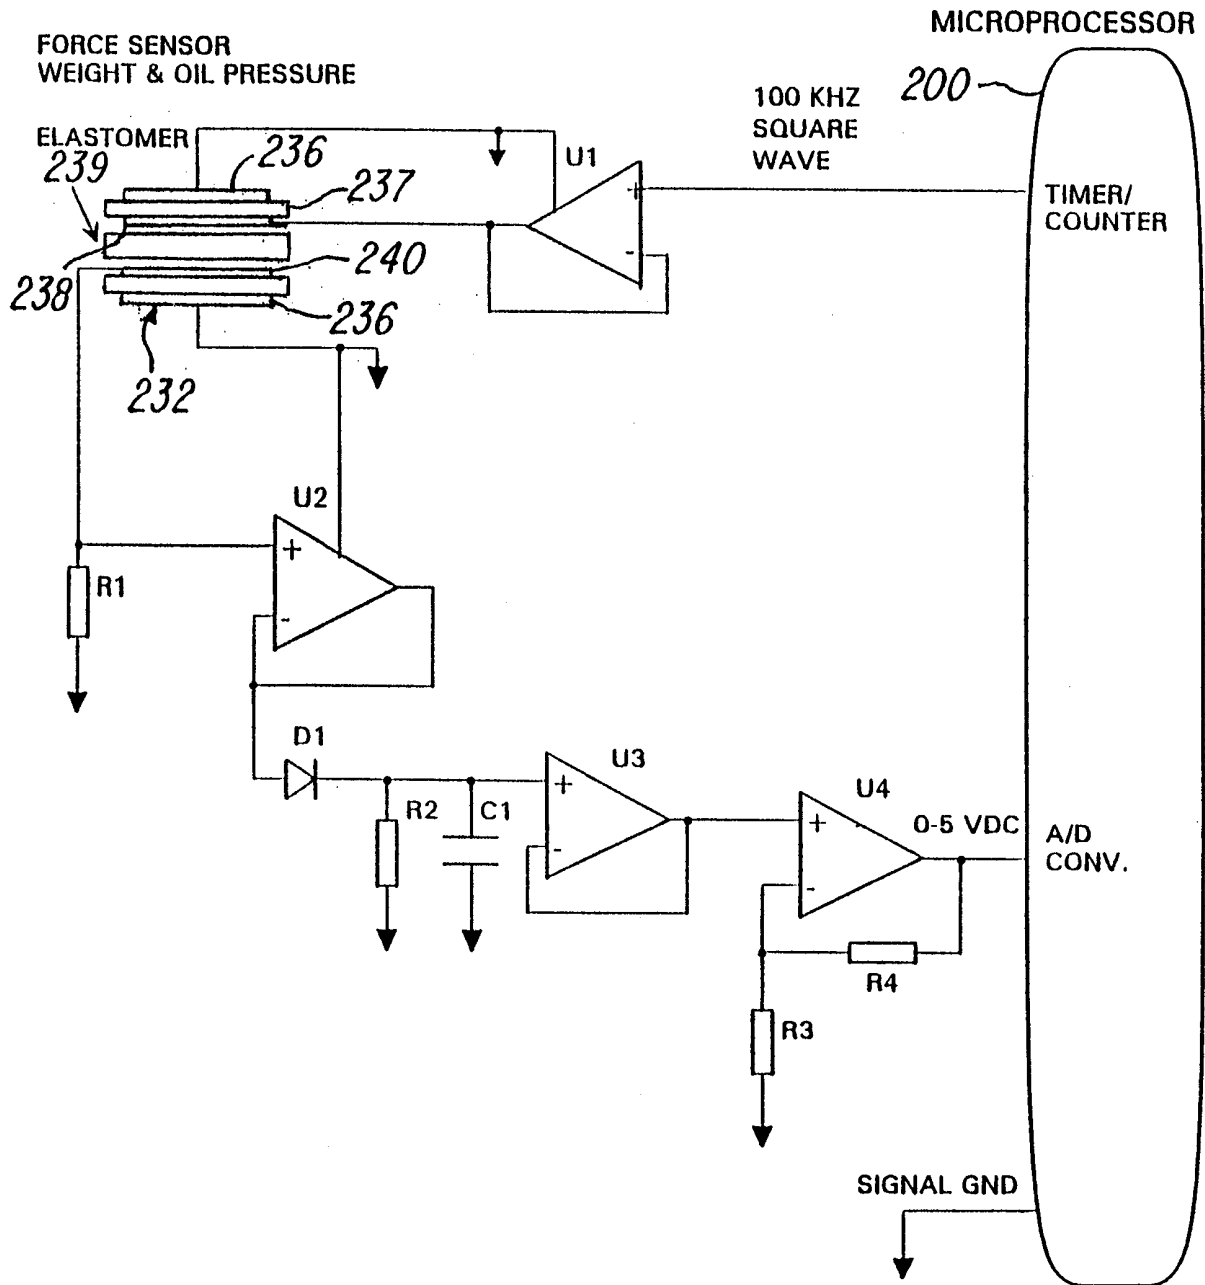 MICROPROCESSOR
FORCE SENSOR
WEIGHT & OIL PRESSURE
200
100 KHZ
SQUARE
WAVE
ELASTOMER
239
236
237
U1
+
-
TIMER/
COUNTER
238
240
236
232
U2
+
-
R1
D1
R2
C1
U3
+
-
U4
+
-
0-5 VDC
A/D
CONV.
R4
R3
SIGNAL GND